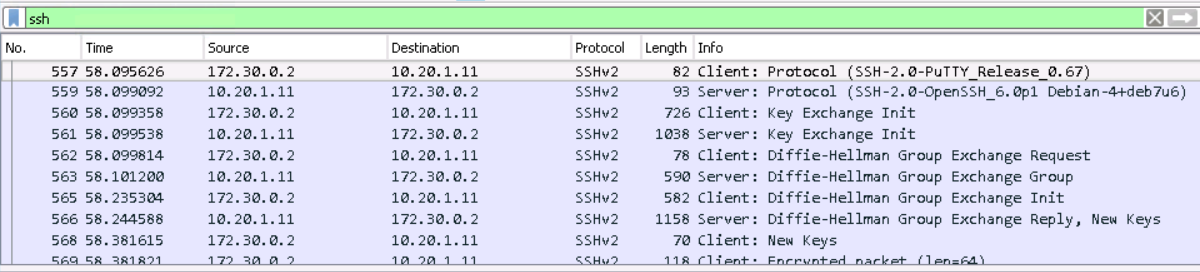 ssh
No. Time Source Destination Protocol Length Info
557 58.095626 172.30.0.2 10.20.1.11 SSHv2 82 Client: Protocol (SSH-2.0-PuTTY_Release_0.67)
559 58.099092 10.20.1.11 172.30.0.2 SSHv2 93 Server: Protocol (SSH-2.0-OpenSSH_6.0p1 Debian-4+deb7u6)
560 58.099358 172.30.0.2 10.20.1.11 SSHv2 726 Client: Key Exchange Init
561 58.099538 10.20.1.11 172.30.0.2 SSHv2 1038 Server: Key Exchange Init
562 58.099814 172.30.0.2 10.20.1.11 SSHv2 78 Client: Diffie-Hellman Group Exchange Request
563 58.101200 10.20.1.11 172.30.0.2 SSHv2 590 Server: Diffie-Hellman Group Exchange Group
565 58.235304 172.30.0.2 10.20.1.11 SSHv2 582 Client: Diffie-Hellman Group Exchange Init
566 58.244588 10.20.1.11 172.30.0.2 SSHv2 1158 Server: Diffie-Hellman Group Exchange Reply, New Keys
568 58.381615 172.30.0.2 10.20.1.11 SSHv2 70 Client: New Keys
569 58.381821 172.30.0.2 10.20.1.11 SSHv2 118 Client: Encrypted packet (len=64)